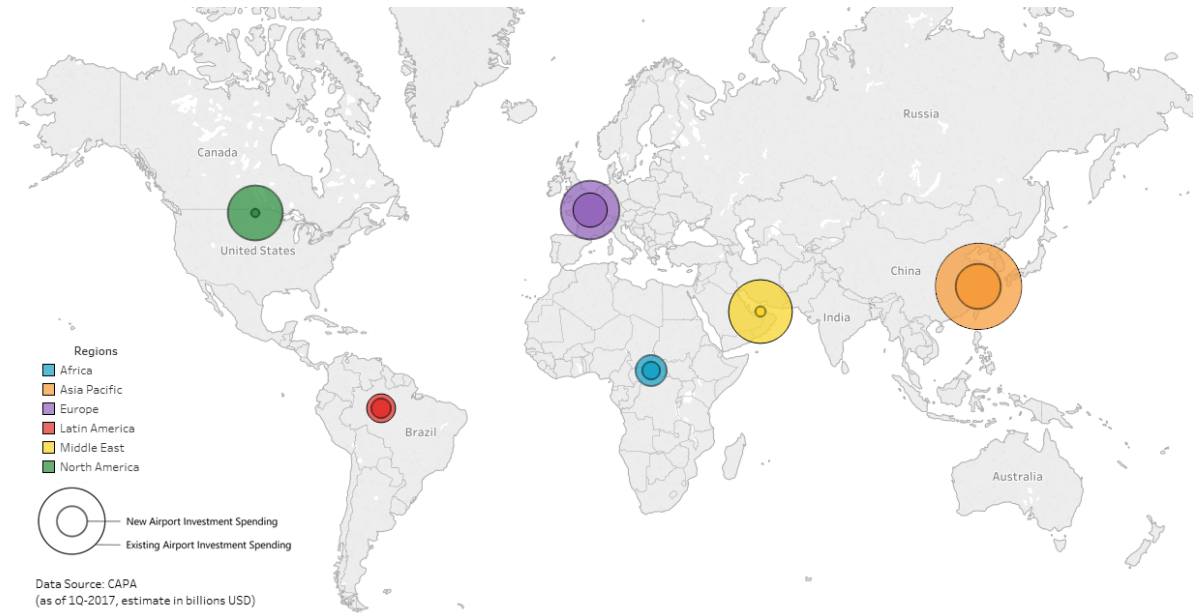 Russia
Canada
United States
China
India
Brazil
Australia
Regions
Africa
Asia Pacific
Europe
Latin America
Middle East
North America
New Airport Investment Spending
Existing Airport Investment Spending
Data Source: CAPA
(as of 1Q-2017, estimate in billions USD)